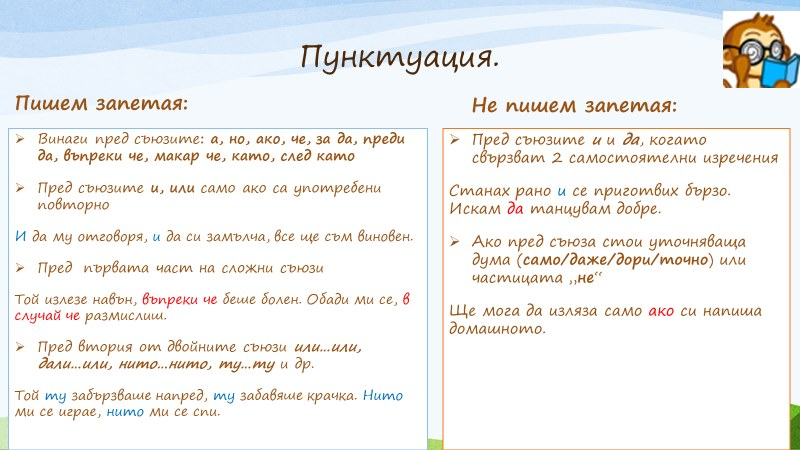 Пунктуация.
Пишем запетая:
➢ Винаги пред съюзите: а, но, ако, че, за да, преди
да, въпреки че, макар че, като, след като
➢ Пред съюзите и, или само ако са употребени
повторно
И да му отговоря, и да си замълча, все ще съм виновен.
➢ Пред първата част на сложни съюзи
Той излезе навън, въпреки че беше болен. Обади ми се, в
случай че размислиш.
➢ Пред втория от двойните съюзи или...или,
дали...или, нито...нито, ту...ту и др.
Той ту забързваше напред, ту забавяше крачка. Нито
ми се играе, нито ми се спи.
Не пишем запетая:
➢ Пред съюзите и и да, когато
свързват 2 самостоятелни изречения
Станах рано и се приготвих бързо.
Искам да танцувам добре.
➢ Ако пред съюза стои уточняваща
дума (само/даже/дори/точно) или
частицата „не“
Ще мога да изляза само ако си напиша
домашното.